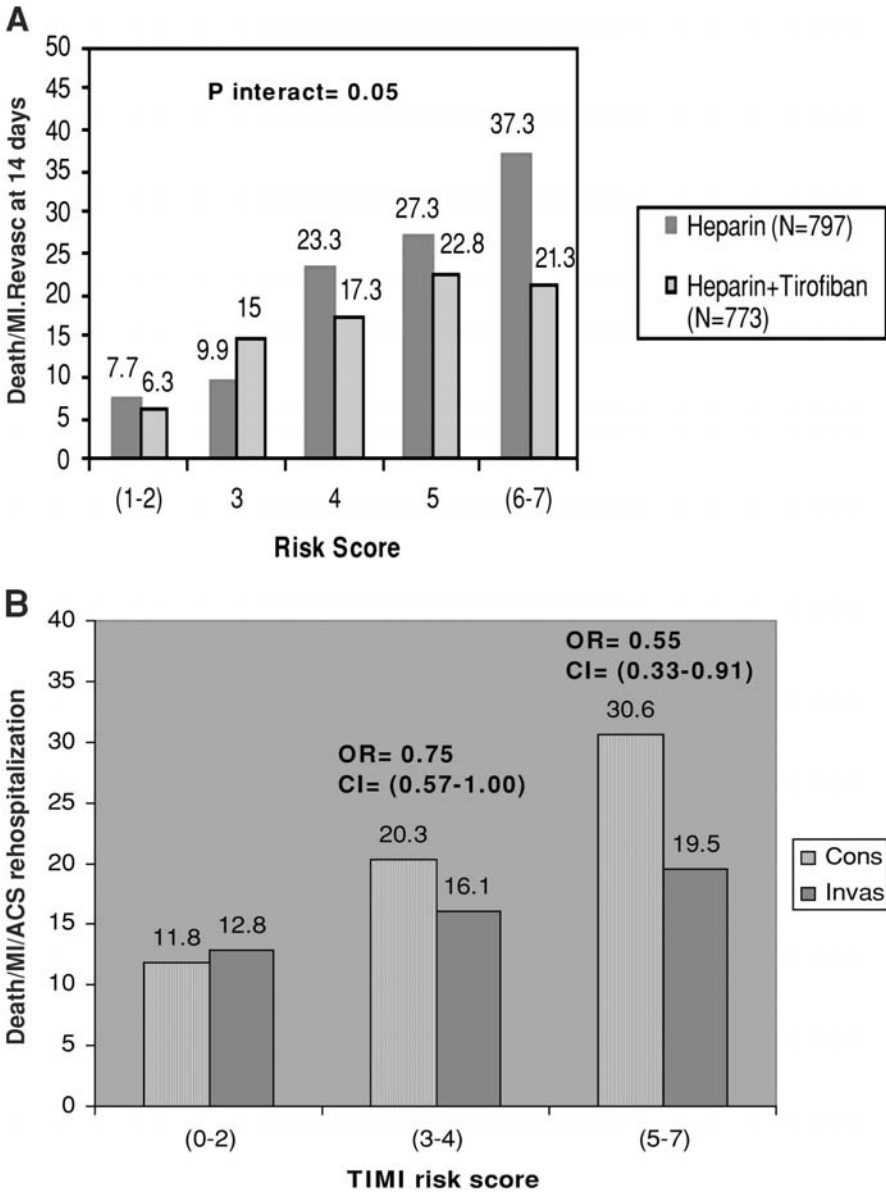 A
Death/MI.Revasc at 14 days
50
45
40
35
30
25
20
15
10
5
0
P interact= 0.05
7.7
6.3
9.9
15
23.3
17.3
27.3
22.8
37.3
21.3
(1-2)
3
4
5
(6-7)
Risk Score
Heparin (N=797)
Heparin+Tirofiban
(N=773)
B
Death/MI/ACS rehospitalization
40
35
30
25
20
15
10
5
0
11.8
12.8
OR= 0.75
CI= (0.57-1.00)
20.3
16.1
OR= 0.55
CI= (0.33-0.91)
30.6
19.5
(0-2)
(3-4)
(5-7)
TIMI risk score
Cons
Invas